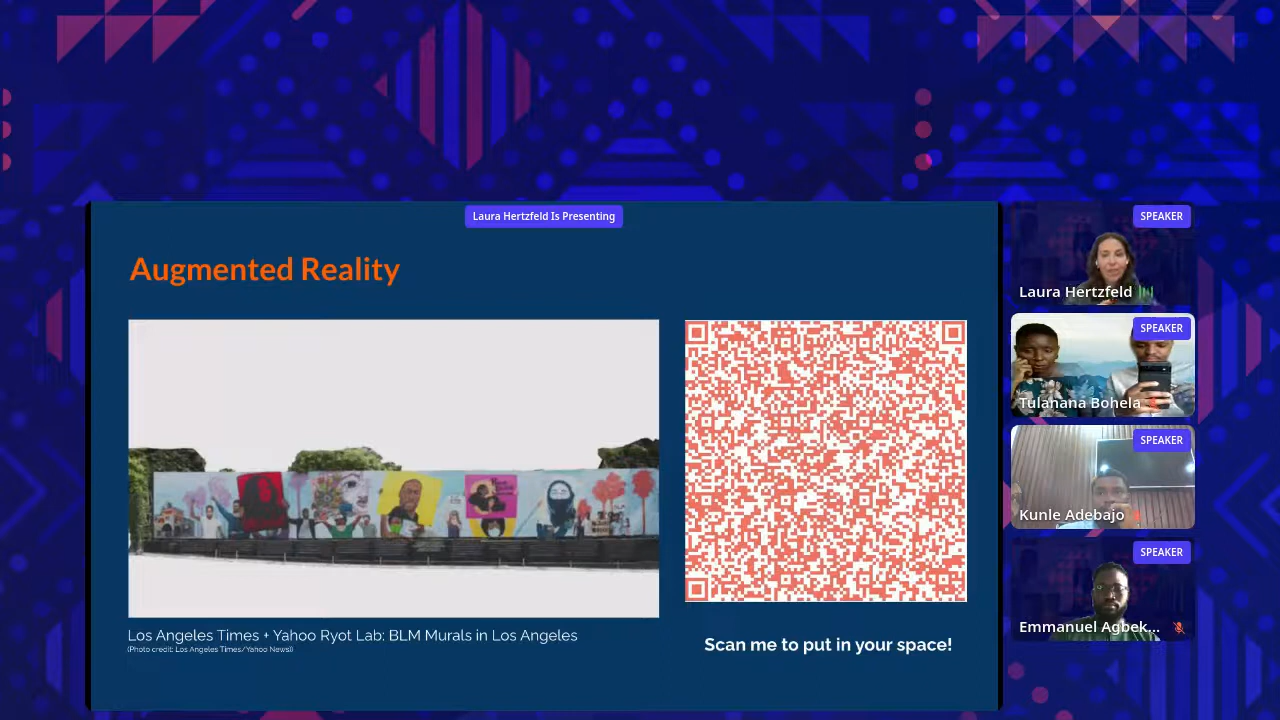 Laura Hertzfeld Is Presenting
Augmented Reality
Los Angeles Times + Yahoo Ryot Lab: BLM Murals in Los Angeles
(Photo credit: Los Angeles Times/Yahoo News)
Scan me to put in your space!
SPEAKER
Laura Hertzfeld
SPEAKER
Tulanana Bohela
SPEAKER
Kunle Adebajo
SPEAKER
Emmanuel Agbek...